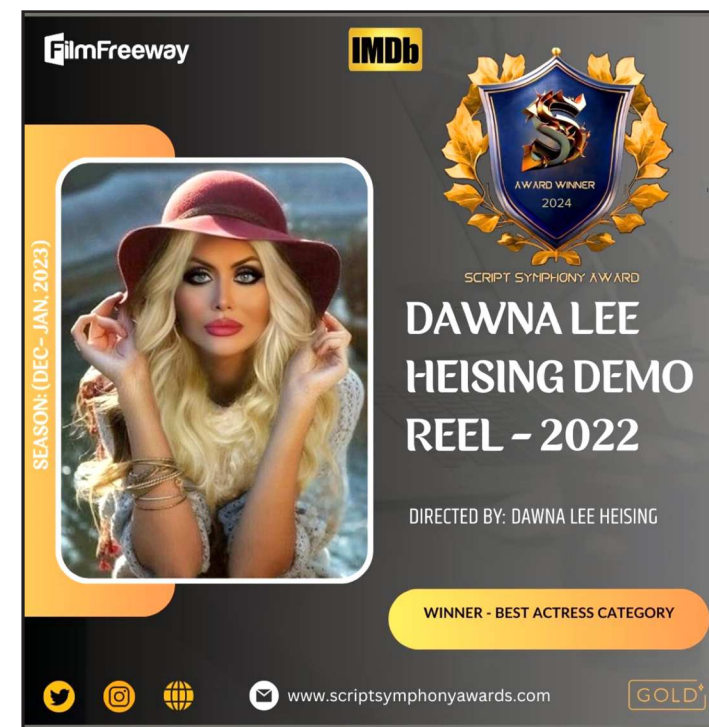 FilmFreeway
IMDb
AWARD WINNER
2024
SCRIPT SYMPHONY AWARD
SEASON: (DEC- JAN, 2023)
DAWNA LEE
HEISING DEMO
REEL - 2022
DIRECTED BY: DAWNA LEE HEISING
WINNER - BEST ACTRESS CATEGORY
www.scriptsymphonyawards.com
GOLD